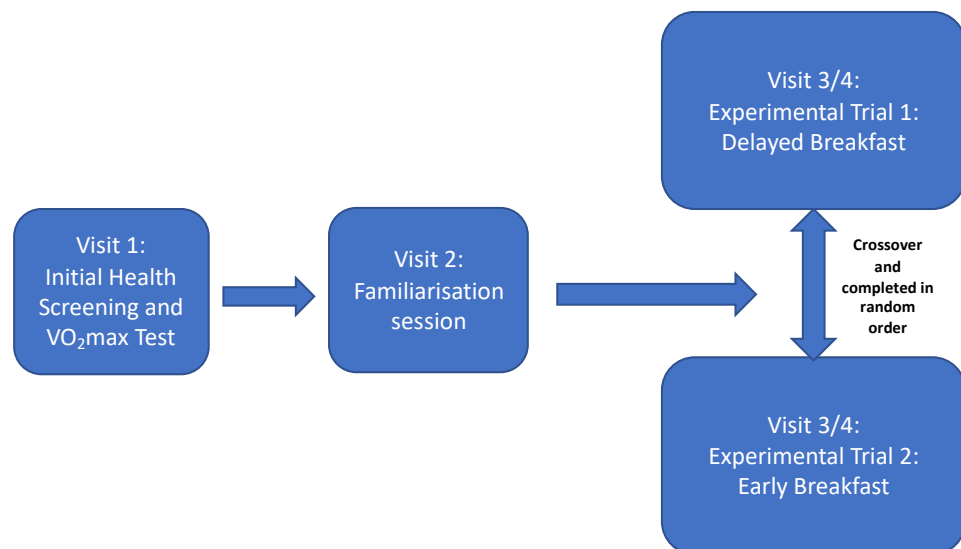 Visit 1:
Initial Health
Screening and
VO₂max Test
Visit 2:
Familiarisation
session
Visit 3/4:
Experimental Trial 1:
Delayed Breakfast
Crossover
and
completed in
random
order
Visit 3/4:
Experimental Trial 2:
Early Breakfast